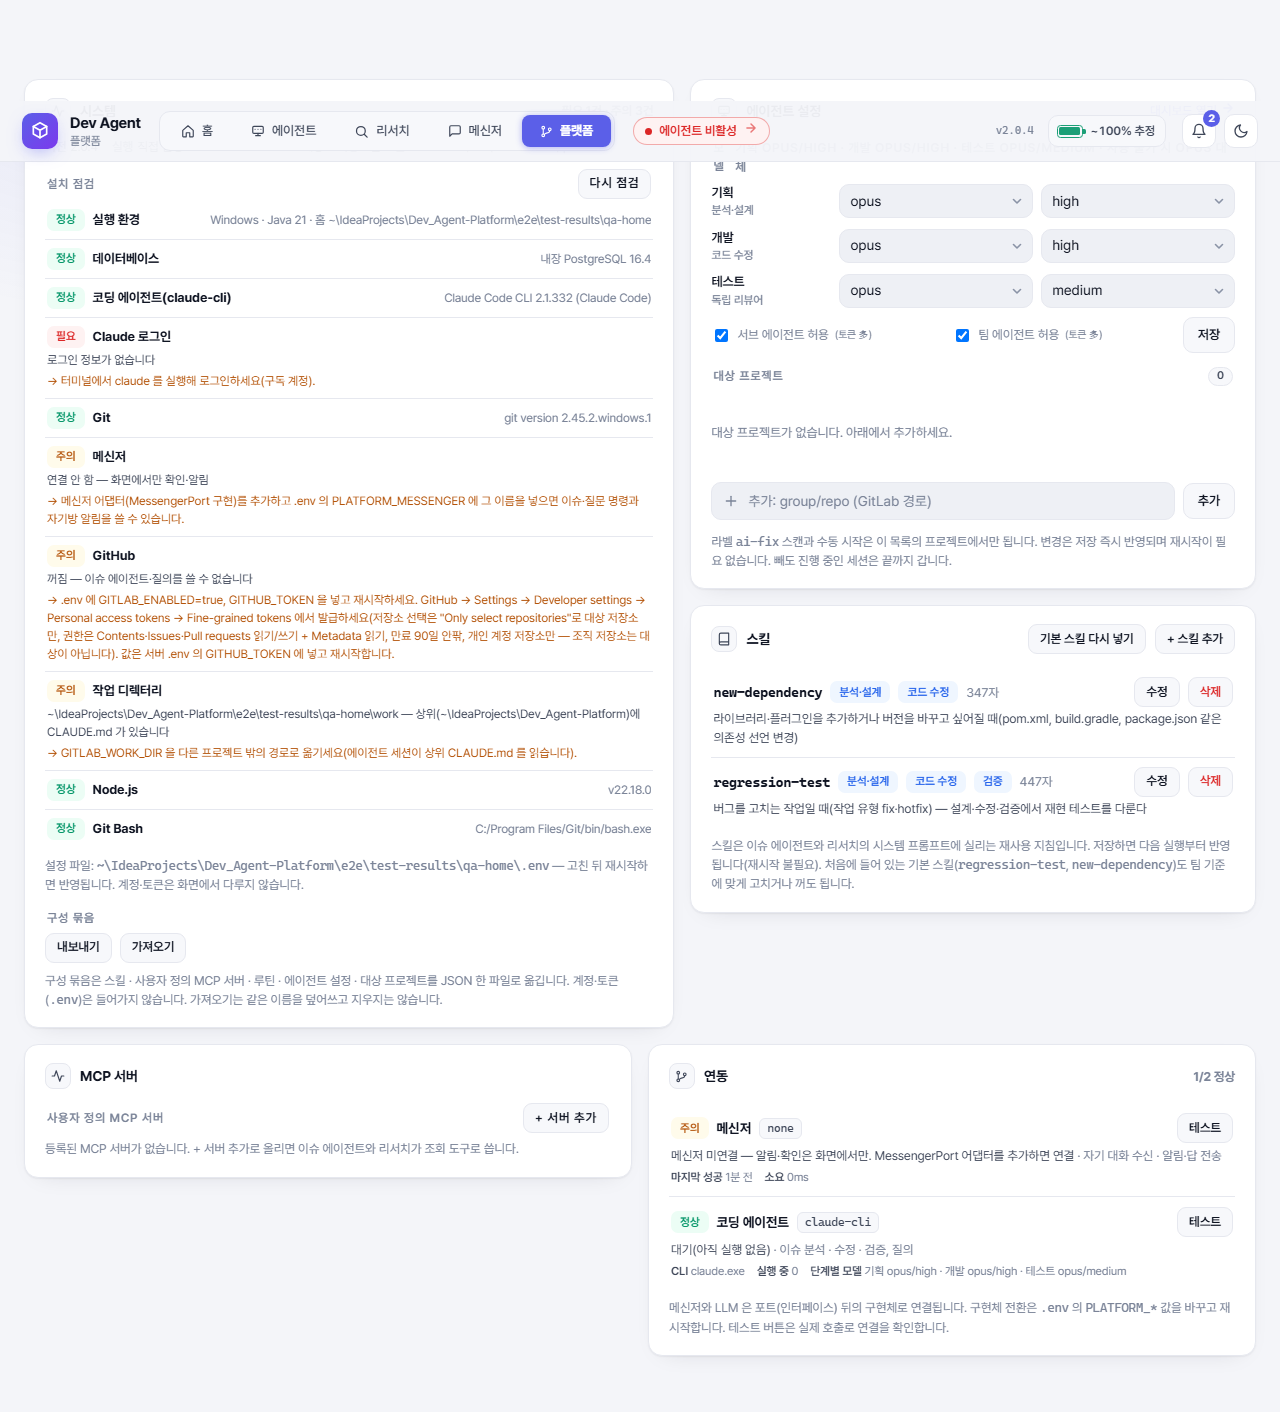 Dev Agent
플랫폼
홈
에이전트
리서치
메신저
플랫폼
에이전트 비활성
v2.0.4
~100% 추정
2
에이전트 설정
설치 점검
다시 점검
정상 실행 환경 Windows · Java 21 · 홈 ~\IdeaProjects\Dev_Agent-Platform\e2e\test-results\qa-home
정상 데이터베이스 내장 PostgreSQL 16.4
정상 코딩 에이전트(claude-cli) Claude Code CLI 2.1.332 (Claude Code)
필요 Claude 로그인
로그인 정보가 없습니다
→ 터미널에서 claude 를 실행해 로그인하세요(구독 계정).
정상 Git git version 2.45.2.windows.1
주의 메신저
연결 안 함 — 화면에서만 확인·알림
→ 메신저 어댑터(MessengerPort 구현)를 추가하고 .env 의 PLATFORM_MESSENGER 에 그 이름을 넣으면 이슈·질문 명령과
자기방 알림을 쓸 수 있습니다.
주의 GitHub
꺼짐 — 이슈 에이전트·질의를 쓸 수 없습니다
→ .env 에 GITLAB_ENABLED=true, GITHUB_TOKEN 을 넣고 재시작하세요. GitHub → Settings → Developer settings →
Personal access tokens → Fine-grained tokens 에서 발급하세요(저장소 선택은 "Only select repositories"로 대상 저장소
만, 권한은 Contents·Issues·Pull requests 읽기/쓰기 + Metadata 읽기, 만료 90일 안팎, 개인 계정 저장소만 — 조직 저장소는 대
상이 아닙니다). 값은 서버 .env 의 GITHUB_TOKEN 에 넣고 재시작합니다.
주의 작업 디렉터리
~\IdeaProjects\Dev_Agent-Platform\e2e\test-results\qa-home\work — 상위(~\IdeaProjects\Dev_Agent-Platform)에
CLAUDE.md 가 있습니다
→ GITLAB_WORK_DIR 을 다른 프로젝트 밖의 경로로 옮기세요(에이전트 세션이 상위 CLAUDE.md 를 읽습니다).
정상 Node.js v22.18.0
정상 Git Bash C:/Program Files/Git/bin/bash.exe
설정 파일: ~\IdeaProjects\Dev_Agent-Platform\e2e\test-results\qa-home\.env — 고친 뒤 재시작하
면 반영됩니다. 계정·토큰은 화면에서 다루지 않습니다.
구성 묶음
내보내기 가져오기
구성 묶음은 스킬 · 사용자 정의 MCP 서버 · 루틴 · 에이전트 설정 · 대상 프로젝트를 JSON 한 파일로 옮깁니다. 계정·토큰
(.env)은 들어가지 않습니다. 가져오기는 같은 이름을 덮어쓰고 지우지는 않습니다.
델 제
기획 opus high
분석·설계
개발 opus high
코드 수정
테스트 opus medium
독립 리뷰어
서브 에이전트 허용 (토큰 多) 팀 에이전트 허용 (토큰 多) 저장
대상 프로젝트 0
대상 프로젝트가 없습니다. 아래에서 추가하세요.
추가: group/repo (GitLab 경로) 추가
라벨 ai-fix 스캔과 수동 시작은 이 목록의 프로젝트에서만 됩니다. 변경은 저장 즉시 반영되며 재시작이 필
요 없습니다. 빼도 진행 중인 세션은 끝까지 갑니다.
스킬 기본 스킬 다시 넣기 + 스킬 추가
new-dependency 분석·설계 코드 수정 347자 수정 삭제
라이브러리·플러그인을 추가하거나 버전을 바꾸고 싶어질 때(pom.xml, build.gradle, package.json 같은
의존성 선언 변경)
regression-test 분석·설계 코드 수정 검증 447자 수정 삭제
버그를 고치는 작업일 때(작업 유형 fix·hotfix) — 설계·수정·검증에서 재현 테스트를 다룬다
스킬은 이슈 에이전트와 리서치의 시스템 프롬프트에 실리는 재사용 지침입니다. 저장하면 다음 실행부터 반영
됩니다(재시작 불필요). 처음에 들어 있는 기본 스킬(regression-test, new-dependency)도 팀 기준
에 맞게 고치거나 꺼도 됩니다.
MCP 서버
사용자 정의 MCP 서버 + 서버 추가
등록된 MCP 서버가 없습니다. + 서버 추가로 올리면 이슈 에이전트와 리서치가 조회 도구로 씁니다.
연동 1/2 정상
주의 메신저 none 테스트
메신저 미연결 — 알림·확인은 화면에서만. MessengerPort 어댑터를 추가하면 연결 · 자기 대화 수신 · 알림·답 전송
마지막 성공 1분 전 소요 0ms
정상 코딩 에이전트 claude-cli 테스트
대기(아직 실행 없음) · 이슈 분석 · 수정 · 검증, 질의
CLI claude.exe 실행 중 0 단계별 모델 기획 opus/high · 개발 opus/high · 테스트 opus/medium
메신저와 LLM 은 포트(인터페이스) 뒤의 구현체로 연결됩니다. 구현체 전환은 .env 의 PLATFORM_* 값을 바꾸고 재
시작합니다. 테스트 버튼은 실제 호출로 연결을 확인합니다.